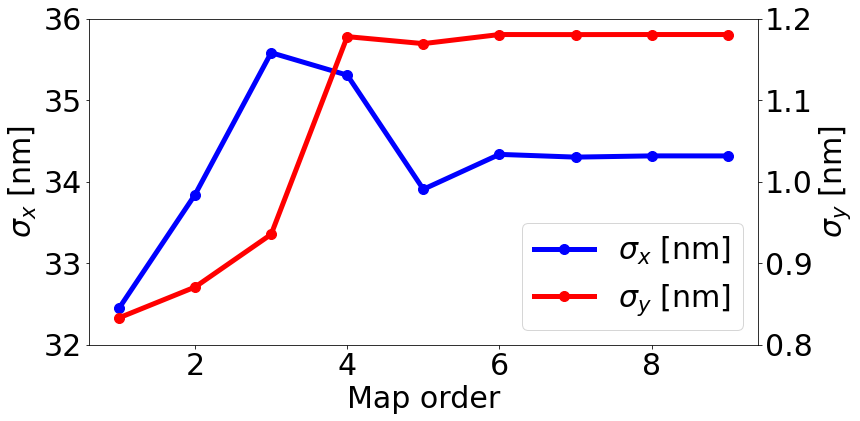 36
35
34
33
32
σx [nm]
1.2
1.1
1.0
0.9
0.8
σy [nm]
σx [nm]
σy [nm]
2 4 6 8
Map order